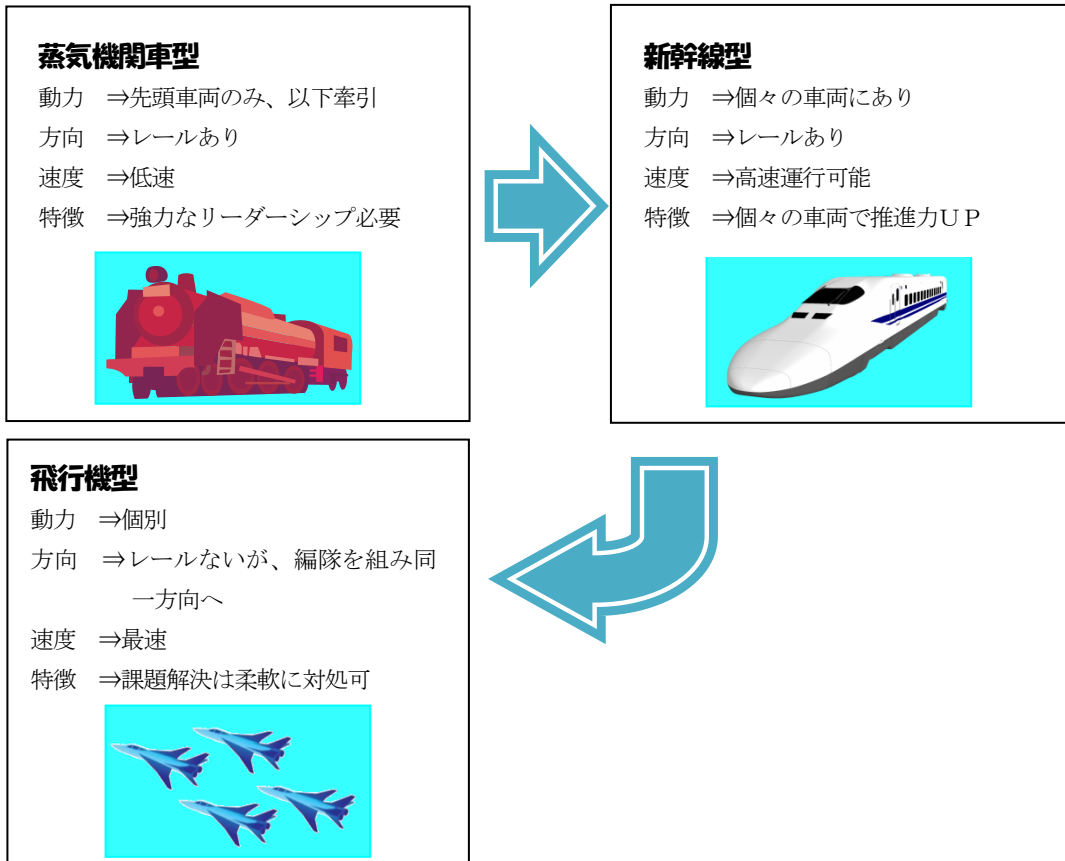 蒸気機関車型
動力　⇒先頭車両のみ、以下牽引
方向　⇒レールあり
速度　⇒低速
特徴　⇒強力なリーダーシップ必要
新幹線型
動力　⇒個々の車両にあり
方向　⇒レールあり
速度　⇒高速運行可能
特徴　⇒個々の車両で推進力ＵＰ
飛行機型
動力　⇒個別
方向　⇒レールないが、編隊を組み同
一方向へ
速度　⇒最速
特徴　⇒課題解決は柔軟に対処可